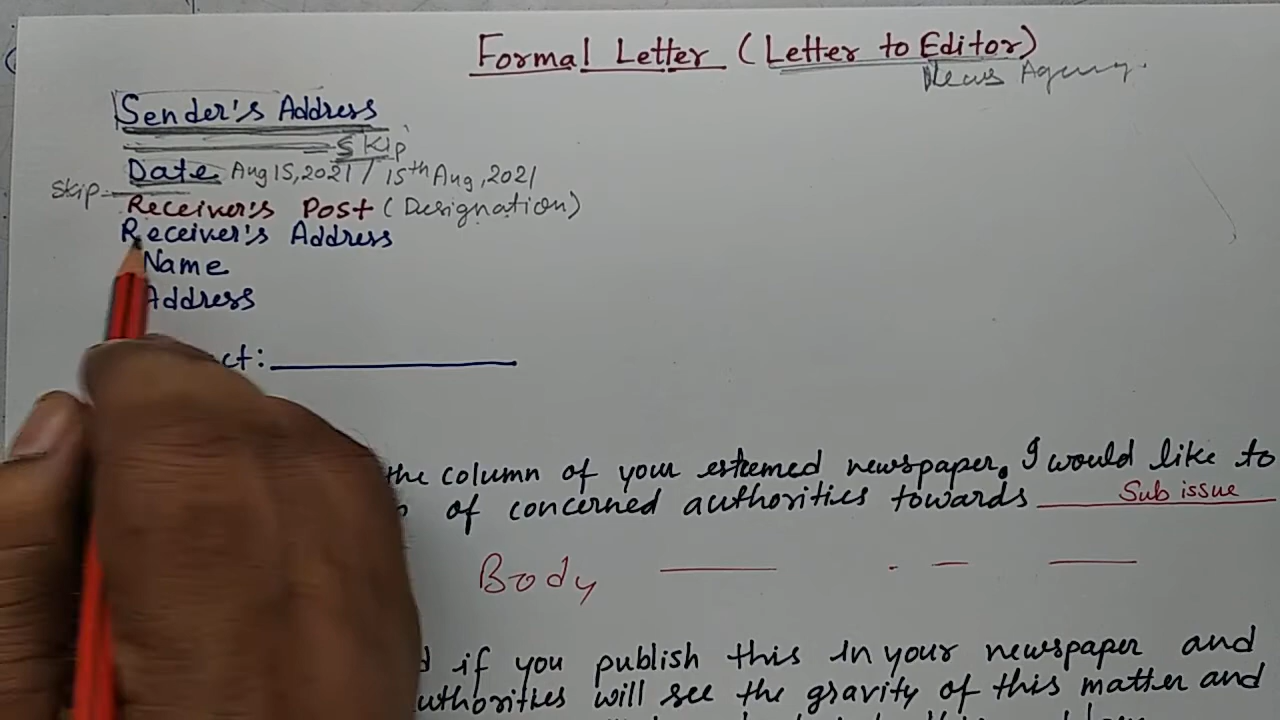 Formal Letter (Letter to Editor)
News Agency.
Sender's Address
Skip
Date Aug 15, 2021 / 15th Aug, 2021
Skip
Receiver's Post (Designation)
Receiver's Address
Name
Address
ct:
the column of your esteemed newspaper. I would like to
of concerned authorities towards Sub issue
Body
if you publish this in your newspaper and
authorities will see the gravity of this matter and